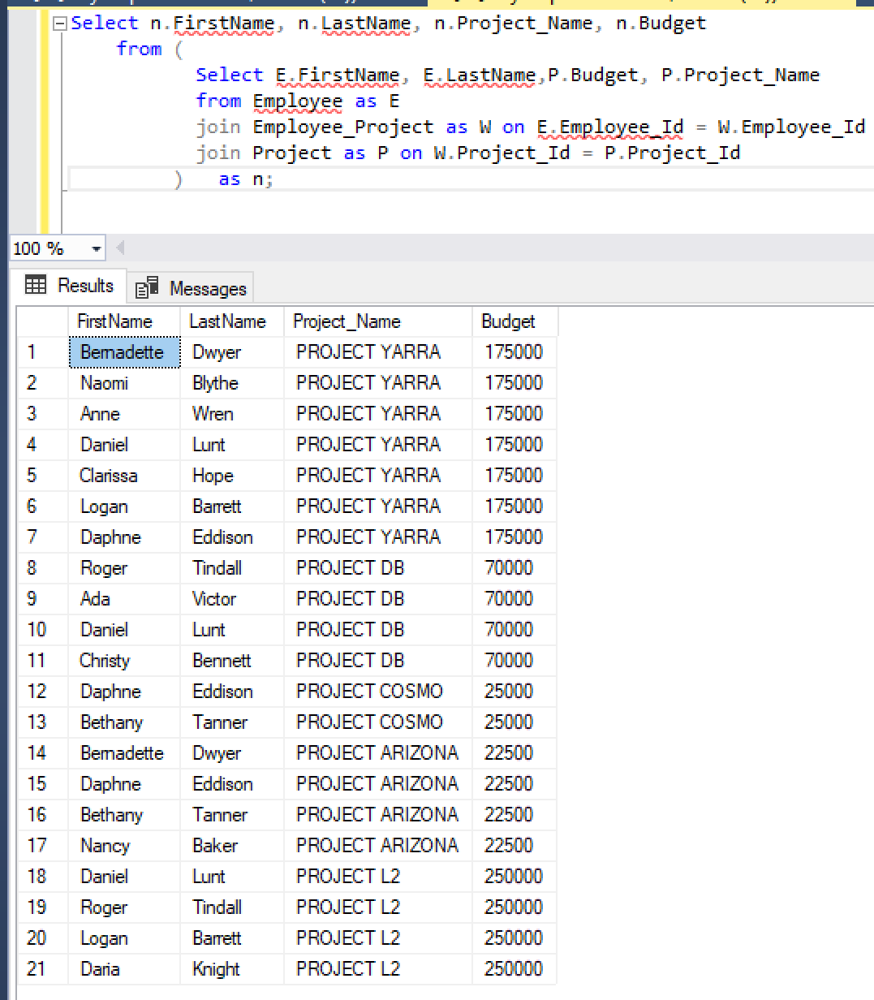 Select n.FirstName, n.LastName, n.Project_Name, n.Budget
from (
Select E.FirstName, E.LastName,P.Budget, P.Project_Name
from Employee as E
join Employee_Project as W on E.Employee_Id = W.Employee_Id
join Project as P on W.Project_Id = P.Project_Id
) as n;
100 %
Results Messages
FirstName LastName Project_Name Budget
1 Bernadette Dwyer PROJECT YARRA 175000
2 Naomi Blythe PROJECT YARRA 175000
3 Anne Wren PROJECT YARRA 175000
4 Daniel Lunt PROJECT YARRA 175000
5 Clarissa Hope PROJECT YARRA 175000
6 Logan Barrett PROJECT YARRA 175000
7 Daphne Eddison PROJECT YARRA 175000
8 Roger Tindall PROJECT DB 70000
9 Ada Victor PROJECT DB 70000
10 Daniel Lunt PROJECT DB 70000
11 Christy Bennett PROJECT DB 70000
12 Daphne Eddison PROJECT COSMO 25000
13 Bethany Tanner PROJECT COSMO 25000
14 Bernadette Dwyer PROJECT ARIZONA 22500
15 Daphne Eddison PROJECT ARIZONA 22500
16 Bethany Tanner PROJECT ARIZONA 22500
17 Nancy Baker PROJECT ARIZONA 22500
18 Daniel Lunt PROJECT L2 250000
19 Roger Tindall PROJECT L2 250000
20 Logan Barrett PROJECT L2 250000
21 Daria Knight PROJECT L2 250000